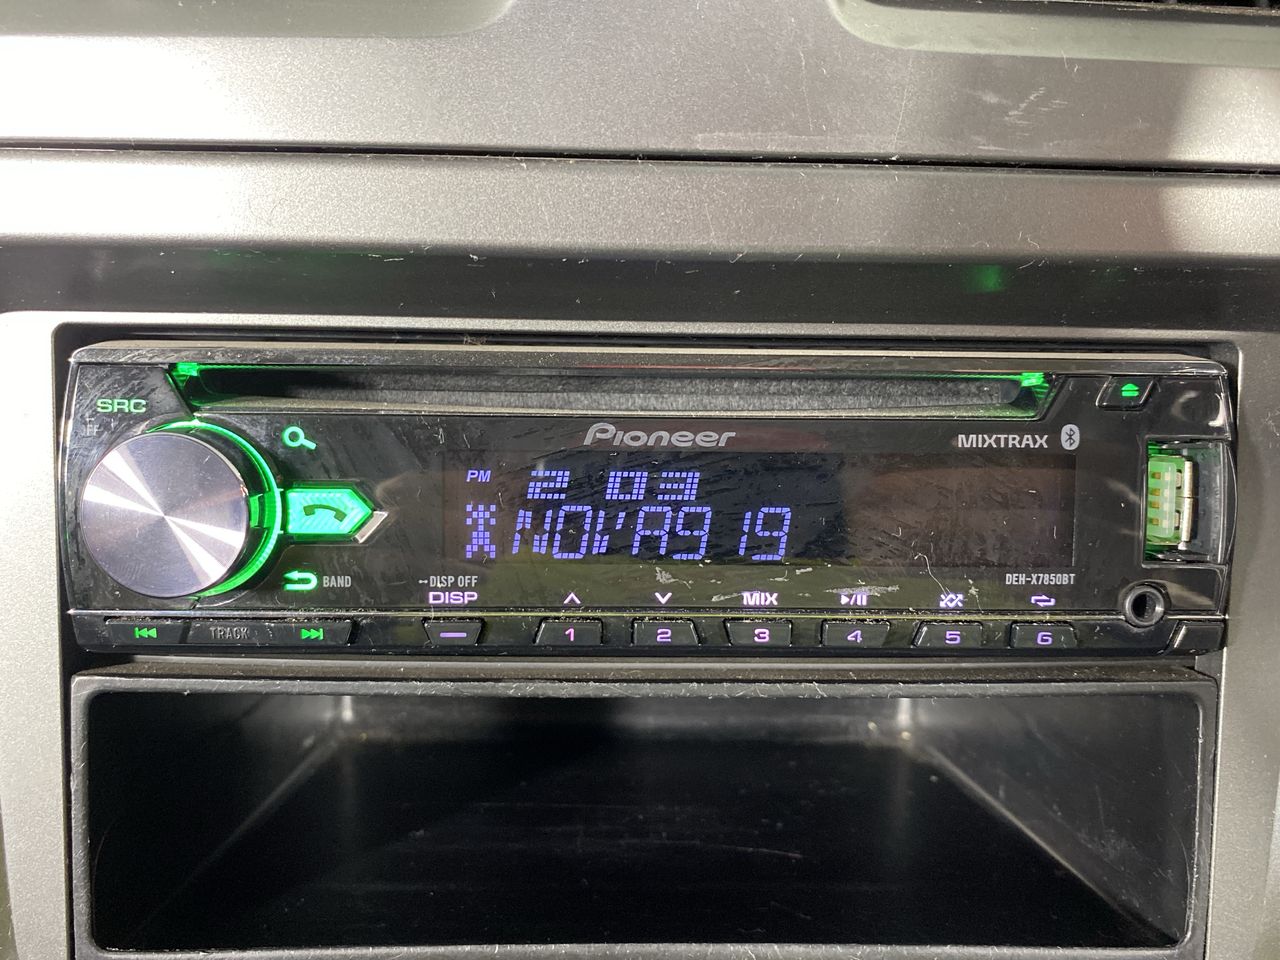 SRC
Pioneer
MIXTRAX
PM 2 03
NOVA919
BAND
DISP OFF
DEH-X7850BT
DISP
MIX
TRACK
1 2 3 4 5 6